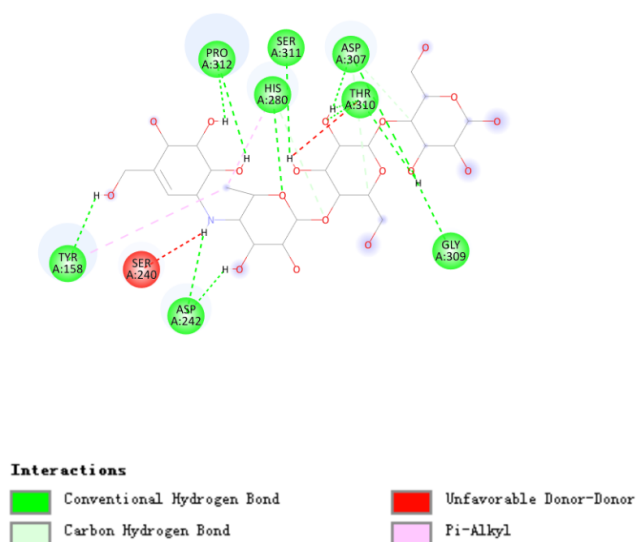 PRO
A:312
SER
A:311
HIS
A:280
ASP
A:307
THR
A:310
O
H
O
H
O
H
O
H
O
O
O
H
O
O
O
O
O
O
O
H
O
O
H
O
N
H
O
O
O
H
O
TYR
A:158
SER
A:240
ASP
A:242
GLY
A:309
Interactions
Conventional Hydrogen Bond
Carbon Hydrogen Bond
Unfavorable Donor-Donor
Pi-Alkyl